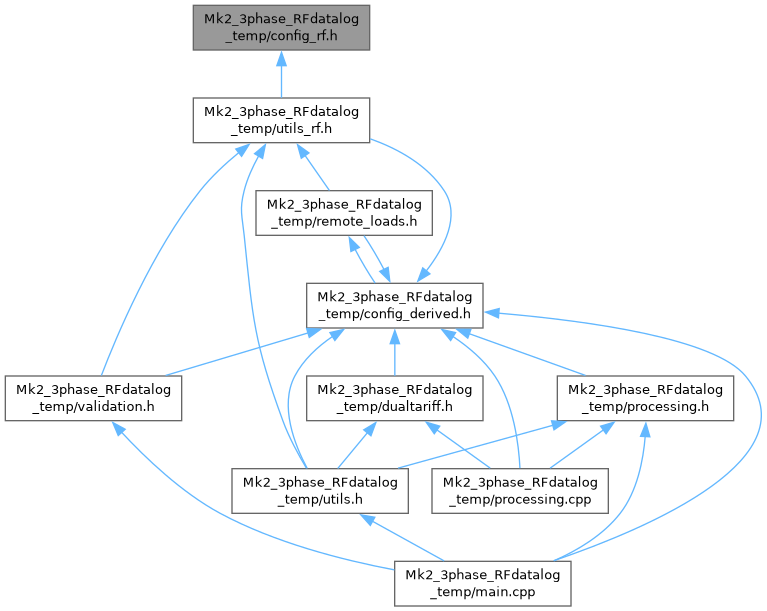 Mk2_3phase_RFdatalog
_temp/config_rf.h
Mk2_3phase_RFdatalog
_temp/utils_rf.h
Mk2_3phase_RFdatalog
_temp/remote_loads.h
Mk2_3phase_RFdatalog
_temp/config_derived.h
Mk2_3phase_RFdatalog
_temp/validation.h
Mk2_3phase_RFdatalog
_temp/dualtariff.h
Mk2_3phase_RFdatalog
_temp/processing.h
Mk2_3phase_RFdatalog
_temp/utils.h
Mk2_3phase_RFdatalog
_temp/processing.cpp
Mk2_3phase_RFdatalog
_temp/main.cpp